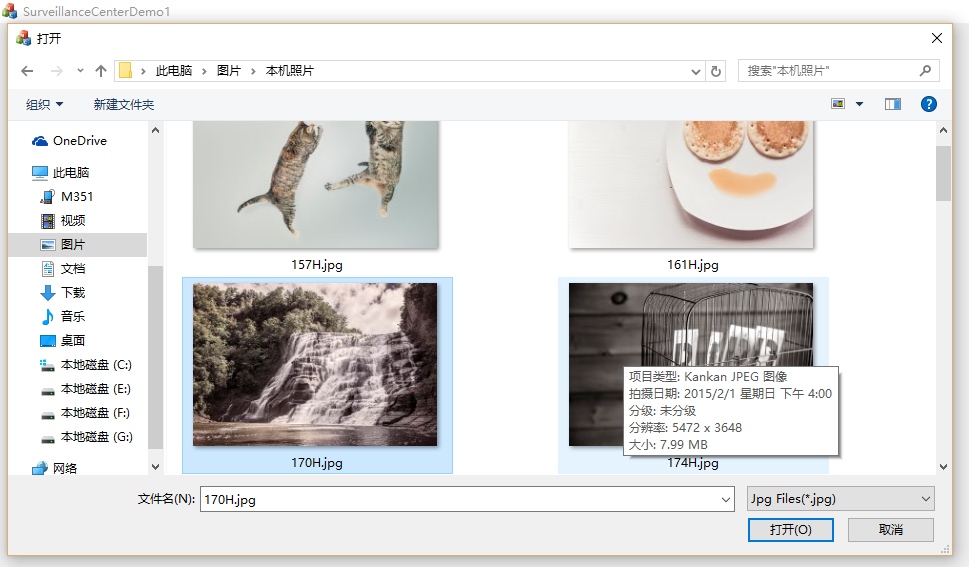 SurveillanceCenterDemo1
打开
此电脑 › 图片 › 本机照片
搜索"本机照片"
组织
新建文件夹
OneDrive
此电脑
M351
视频
图片
文档
下载
音乐
桌面
本地磁盘 (C:)
本地磁盘 (E:)
本地磁盘 (F:)
本地磁盘 (G:)
网络
157H.jpg
161H.jpg
170H.jpg
174H.jpg
项目类型: Kankan JPEG 图像
拍摄日期: 2015/2/1 星期日 下午 4:00
分级: 未分级
分辨率: 5472 x 3648
大小: 7.99 MB
文件名(N):
170H.jpg
Jpg Files(*.jpg)
打开(O)
取消